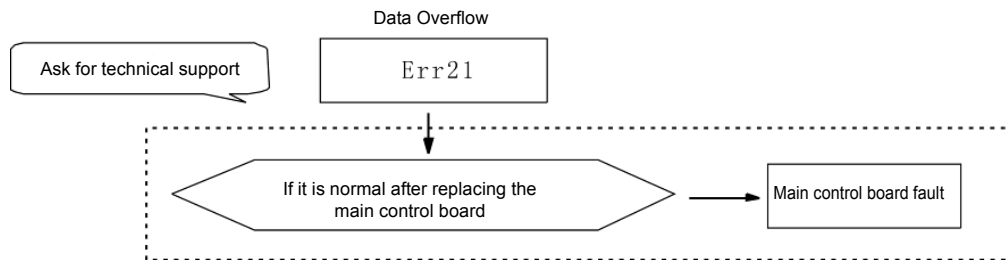 Data Overflow
Ask for technical support
Err21
If it is normal after replacing the
main control board
Main control board fault